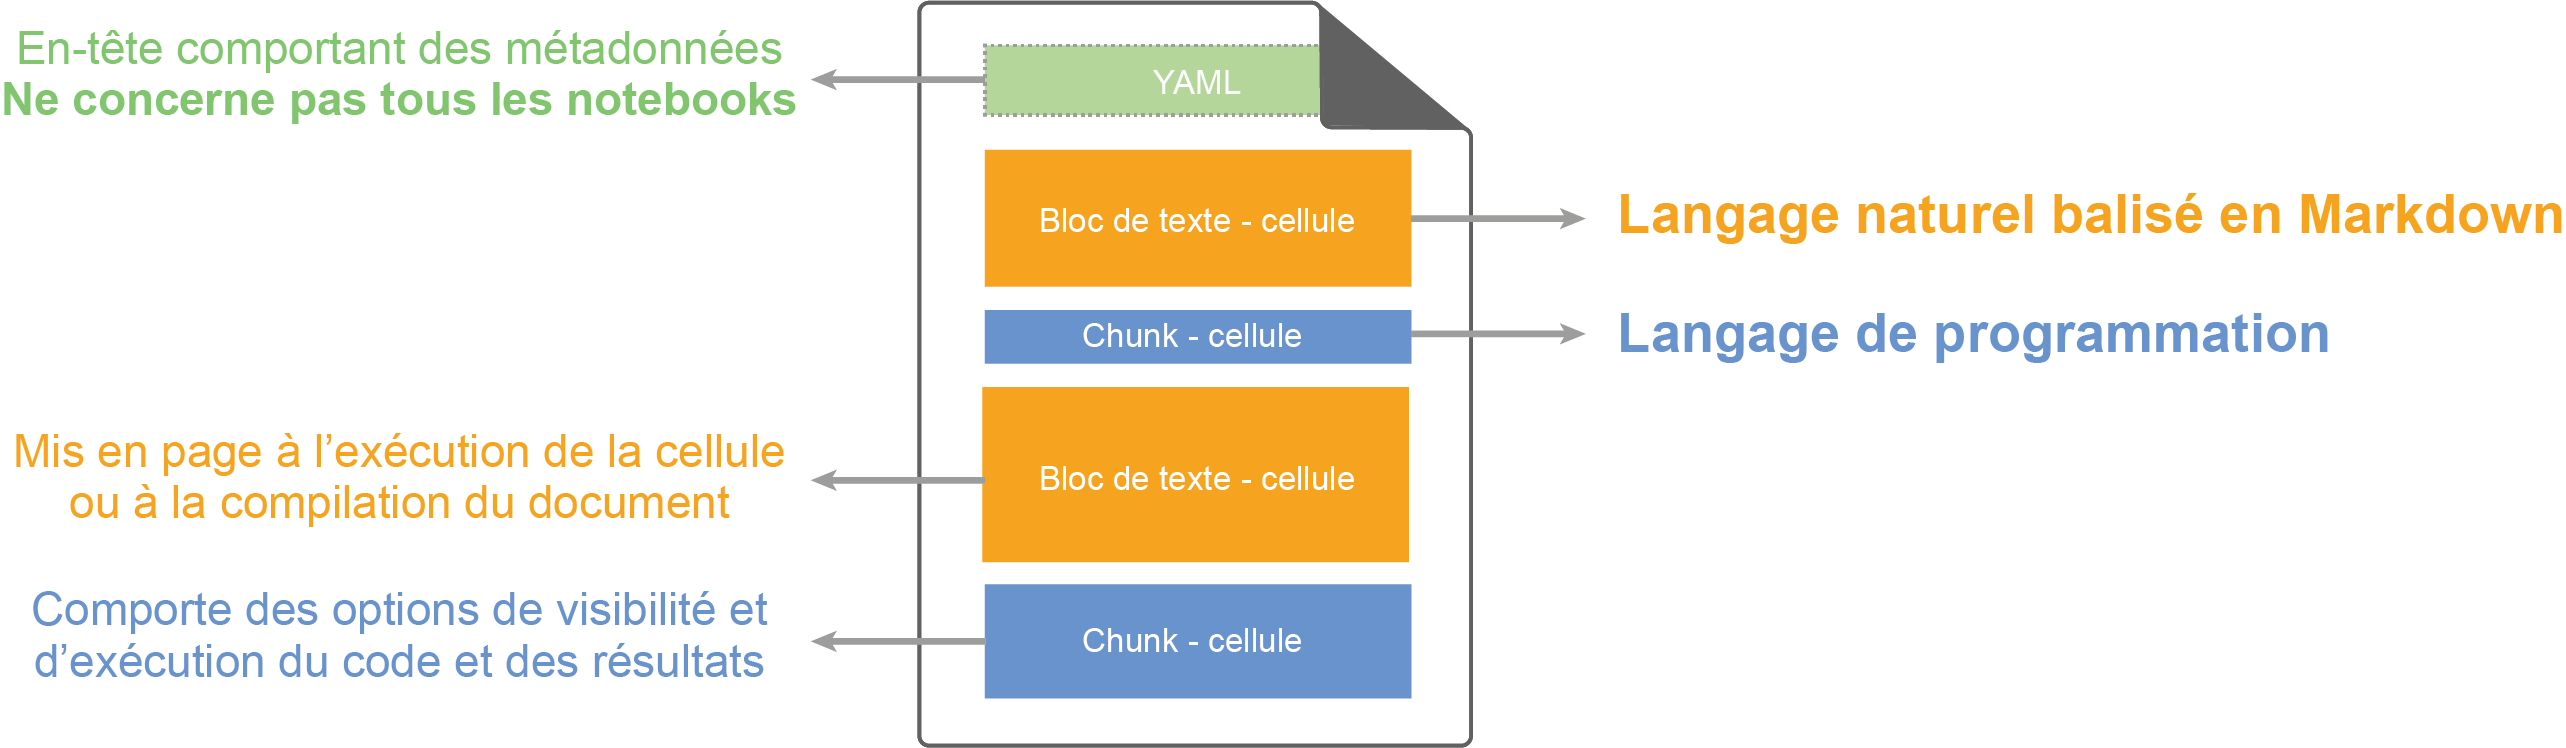 En-tête comportant des métadonnées
Ne concerne pas tous les notebooks
YAML
Bloc de texte - cellule
Langage naturel balisé en Markdown
Chunk - cellule
Langage de programmation
Mis en page à l’exécution de la cellule
ou à la compilation du document
Bloc de texte - cellule
Comporte des options de visibilité et
d’exécution du code et des résultats
Chunk - cellule